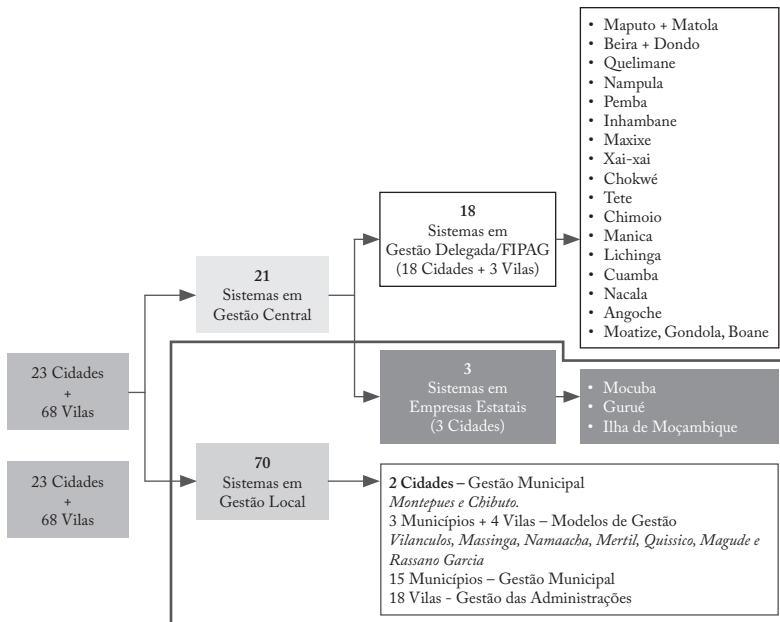 23 Cidades
+
68 Vilas
23 Cidades
+
68 Vilas
21
Sistemas em
Gestão Central
70
Sistemas em
Gestão Local
18
Sistemas em
Gestão Delegada/FIPAG
(18 Cidades + 3 Vilas)
• Maputo + Matola
• Beira + Dondo
• Quelimane
• Nampula
• Pemba
• Inhambane
• Maxixe
• Xai-xai
• Chokwé
• Tete
• Chimoio
• Manica
• Lichinga
• Cuamba
• Nacala
• Angoche
• Moatize, Gondola, Boane
3
Sistemas em
Empresas Estatais
(3 Cidades)
• Mocuba
• Gurué
• Ilha de Moçambique
2 Cidades – Gestão Municipal
Montepues e Chibuto.
3 Municípios + 4 Vilas – Modelos de Gestão
Vilanculos, Massinga, Namaacha, Mertil, Quissico, Magude e
Rassano Garcia
15 Municípios – Gestão Municipal
18 Vilas - Gestão das Administrações